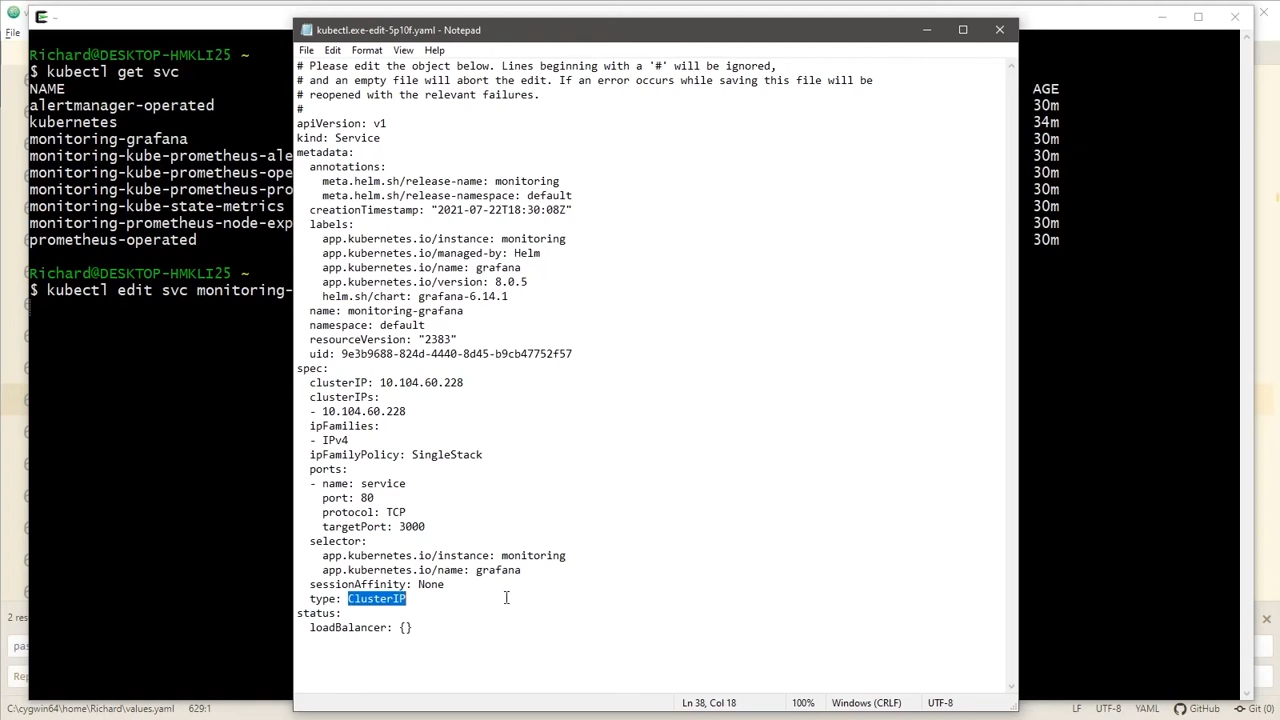 kubectl.exe-edit-5p10f.yaml - Notepad
File
File Edit Format View Help
# Please edit the object below. Lines beginning with a '#' will be ignored,
# and an empty file will abort the edit. If an error occurs while saving this file will be
# reopened with the relevant failures.
#
apiVersion: v1
kind: Service
metadata:
  annotations:
    meta.helm.sh/release-name: monitoring
    meta.helm.sh/release-namespace: default
  creationTimestamp: "2021-07-22T18:30:08Z"
  labels:
    app.kubernetes.io/instance: monitoring
    app.kubernetes.io/managed-by: Helm
    app.kubernetes.io/name: grafana
    app.kubernetes.io/version: 8.0.5
    helm.sh/chart: grafana-6.14.1
  name: monitoring-grafana
  namespace: default
  resourceVersion: "2383"
  uid: 9e3b9688-824d-4440-8d45-b9cb47752f57
spec:
  clusterIP: 10.104.60.228
  clusterIPs:
  - 10.104.60.228
  ipFamilies:
  - IPv4
  ipFamilyPolicy: SingleStack
  ports:
  - name: service
    port: 80
    protocol: TCP
    targetPort: 3000
  selector:
    app.kubernetes.io/instance: monitoring
    app.kubernetes.io/name: grafana
  sessionAffinity: None
  type: ClusterIP
status:
  loadBalancer: {}
Ln 38, Col 18 100% Windows (CRLF) UTF-8
Richard@DESKTOP-HMKLI25 ~
$ kubectl get svc
NAME AGE
alertmanager-operated 30m
kubernetes 34m
monitoring-grafana 30m
monitoring-kube-prometheus-ale 30m
monitoring-kube-prometheus-ope 30m
monitoring-kube-prometheus-pro 30m
monitoring-kube-state-metrics 30m
monitoring-prometheus-node-exp 30m
prometheus-operated 30m
Richard@DESKTOP-HMKLI25 ~
$ kubectl edit svc monitoring-
2 res
pas
Rep
C:\cygwin64\home\Richard\values.yaml 629:1 LF UTF-8 YAML GitHub Git (0)